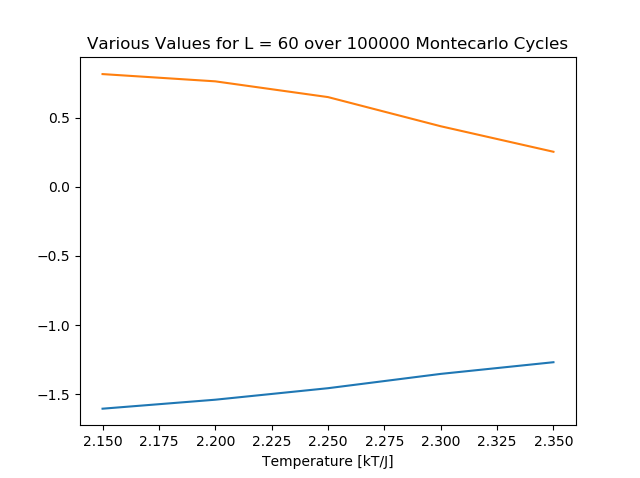 Various Values for L = 60 over 100000 Montecarlo Cycles
0.5
0.0
−0.5
−1.0
−1.5
2.150 2.175 2.200 2.225 2.250 2.275 2.300 2.325 2.350
Temperature [kT/J]